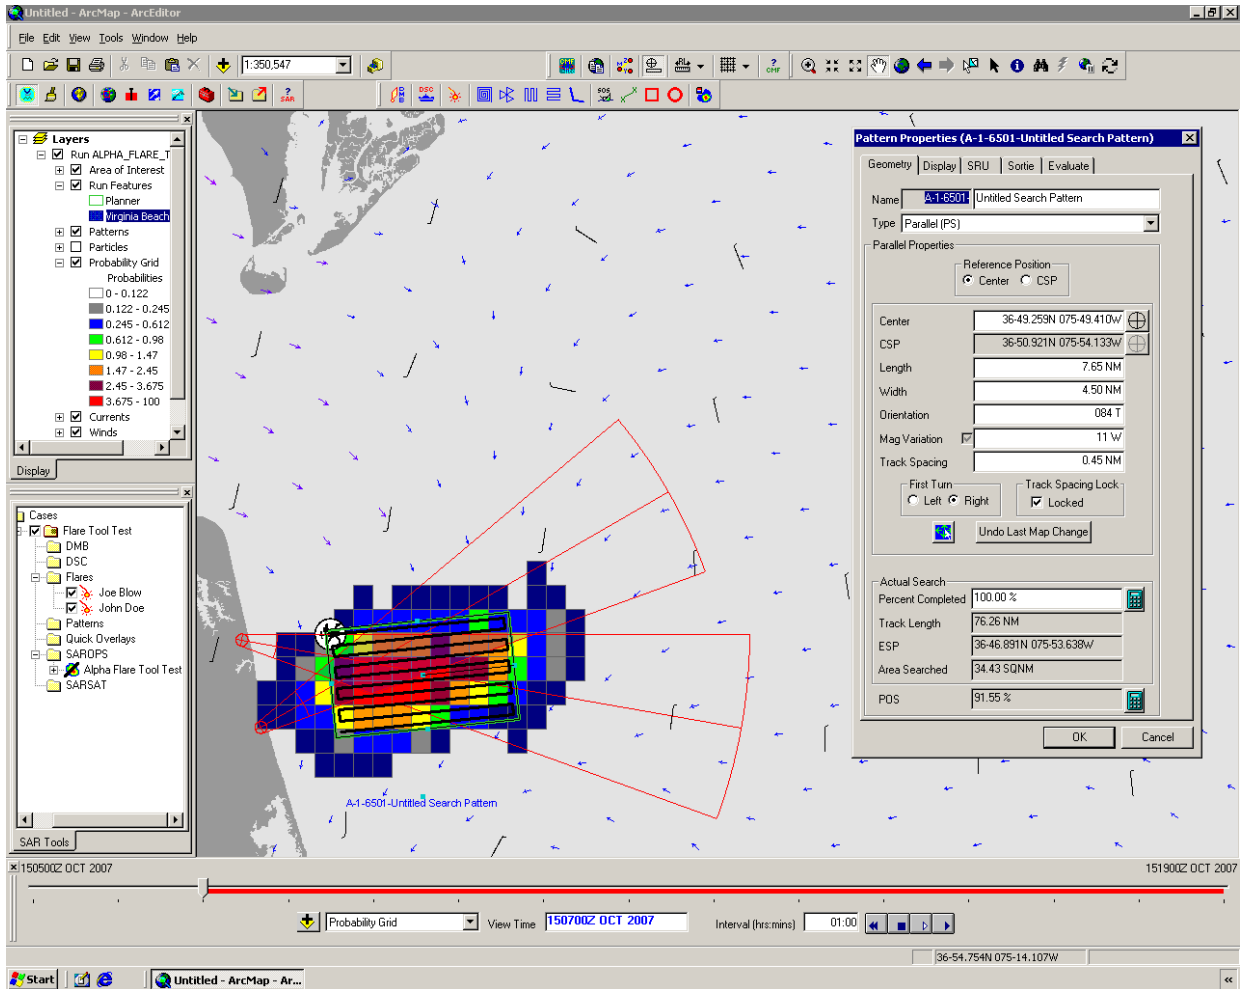 Untitled - ArcMap - ArcEditor
File Edit View Tools Window Help
1:350,547
Layers
Run ALPHA_FLARE_T
Area of Interest
Run Features
Planner
Virginia Beach
Patterns
Particles
Probability Grid
Probabilities
0 - 0.122
0.122 - 0.245
0.245 - 0.612
0.612 - 0.98
0.98 - 1.47
1.47 - 2.45
2.45 - 3.675
3.675 - 100
Currents
Winds
Display
Cases
Flare Tool Test
DMB
DSC
Flares
Joe Blow
John Doe
Patterns
Quick Overlays
SAROPS
Alpha Flare Tool Test
SARSAT
SAR Tools
A-1-6501-Untitled Search Pattern
Pattern Properties (A-1-6501-Untitled Search Pattern)
Geometry Display SRU Sortie Evaluate
Name A-1-6501- Untitled Search Pattern
Type Parallel (PS)
Parallel Properties
Reference Position
Center CSP
Center 36-49.259N 075-49.410W
CSP 36-50.921N 075-54.133W
Length 7.65 NM
Width 4.50 NM
Orientation 084 T
Mag Variation 11 W
Track Spacing 0.45 NM
First Turn
Left Right
Track Spacing Lock
Locked
Undo Last Map Change
Actual Search
Percent Completed 100.00 %
Track Length 76.26 NM
ESP 36-46.891N 075-53.638W
Area Searched 34.43 SQNM
POS 91.55 %
OK Cancel
150500Z OCT 2007
151900Z OCT 2007
Probability Grid View Time 150700Z OCT 2007 Interval (hrs:mins) 01:00
36-54.754N 075-14.107W
Start Untitled - ArcMap - Ar...